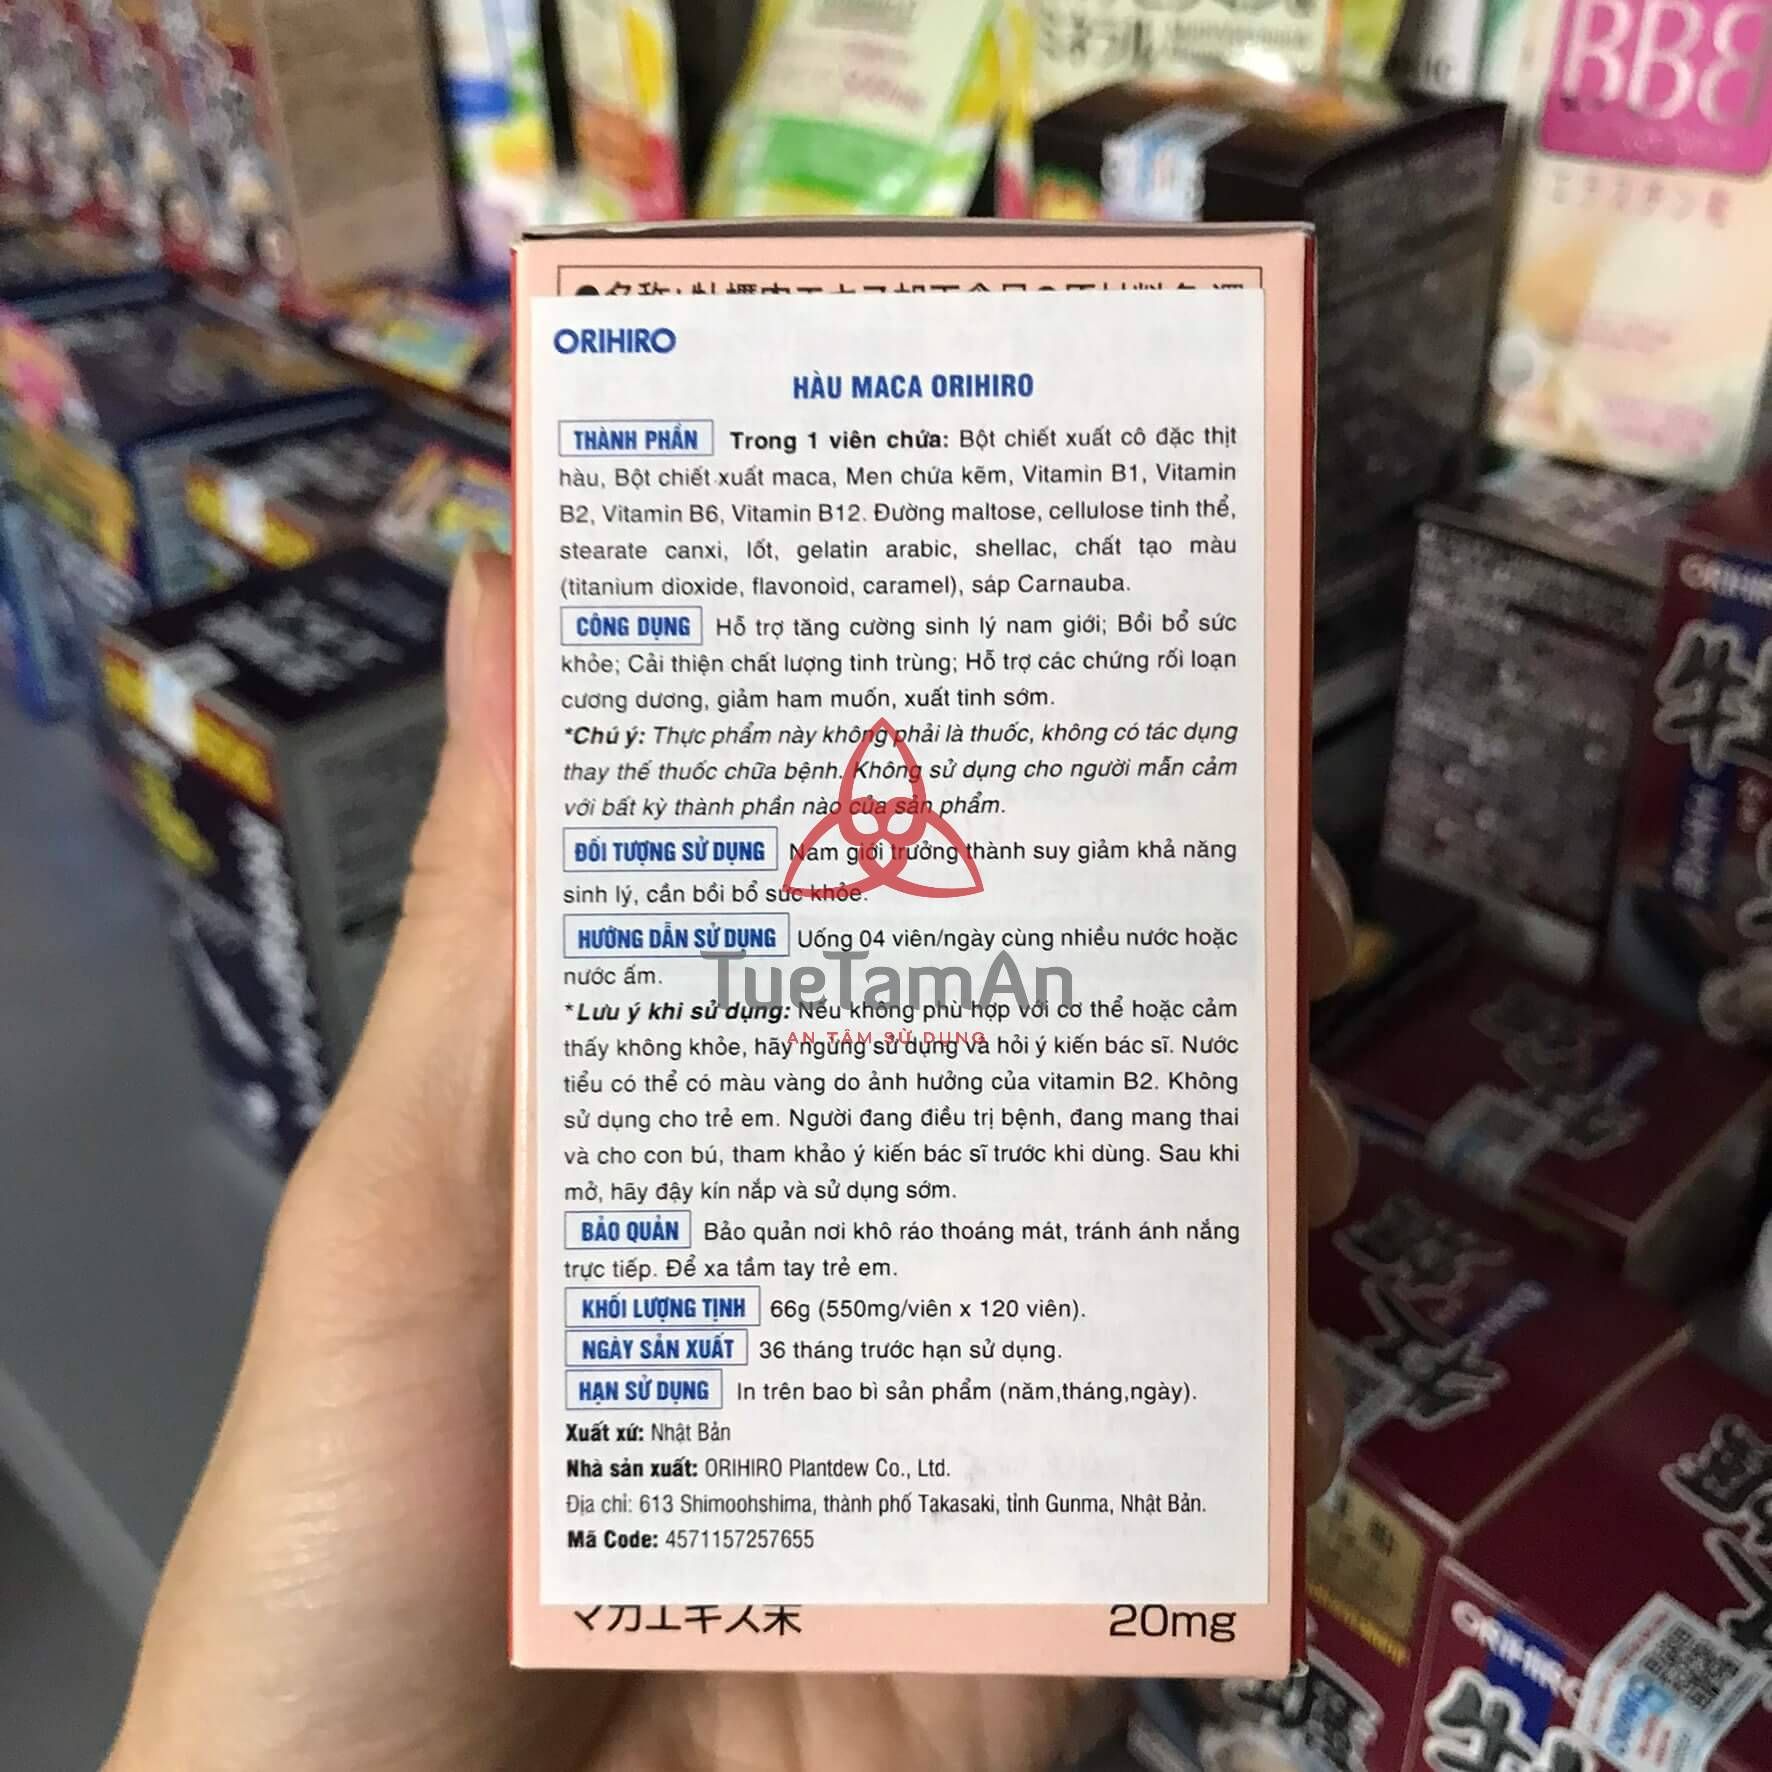 BBB
ORIHIRO
HÀU MACA ORIHIRO
THÀNH PHẦN Trong 1 viên chứa: Bột chiết xuất cô đặc thịt
hàu, Bột chiết xuất maca, Men chứa kẽm, Vitamin B1, Vitamin
B2, Vitamin B6, Vitamin B12. Đường maltose, cellulose tinh thể,
stearate canxi, lốt, gelatin arabic, shellac, chất tạo màu
(titanium dioxide, flavonoid, caramel), sáp Carnauba.
CÔNG DỤNG Hỗ trợ tăng cường sinh lý nam giới; Bồi bổ sức
khỏe; Cải thiện chất lượng tinh trùng; Hỗ trợ các chứng rối loạn
cương dương, giảm ham muốn, xuất tinh sớm.
*Chú ý: Thực phẩm này không phải là thuốc, không có tác dụng
thay thế thuốc chữa bệnh. Không sử dụng cho người mẫn cảm
với bất kỳ thành phần nào của sản phẩm.
ĐỐI TƯỢNG SỬ DỤNG Nam giới trưởng thành suy giảm khả năng
sinh lý, cần bồi bổ sức khỏe.
HƯỚNG DẪN SỬ DỤNG Uống 04 viên/ngày cùng nhiều nước hoặc
nước ấm.
TueTamAn
*Lưu ý khi sử dụng: Nếu không phù hợp với cơ thể hoặc cảm
AN TÂM SỬ DỤNG
thấy không khỏe, hãy ngừng sử dụng và hỏi ý kiến bác sĩ. Nước
tiểu có thể có màu vàng do ảnh hưởng của vitamin B2. Không
sử dụng cho trẻ em. Người đang điều trị bệnh, đang mang thai
và cho con bú, tham khảo ý kiến bác sĩ trước khi dùng. Sau khi
mở, hãy đậy kín nắp và sử dụng sớm.
BẢO QUẢN Bảo quản nơi khô ráo thoáng mát, tránh ánh nắng
trực tiếp. Để xa tầm tay trẻ em.
KHỐI LƯỢNG TỊNH 66g (550mg/viên x 120 viên).
NGÀY SẢN XUẤT 36 tháng trước hạn sử dụng.
HẠN SỬ DỤNG In trên bao bì sản phẩm (năm,tháng,ngày).
Xuất xứ: Nhật Bản
Nhà sản xuất: ORIHIRO Plantdew Co., Ltd.
Địa chỉ: 613 Shimoohshima, thành phố Takasaki, tỉnh Gunma, Nhật Bản.
Mã Code: 4571157257655
マカエキス末 20mg
ORIHIRO